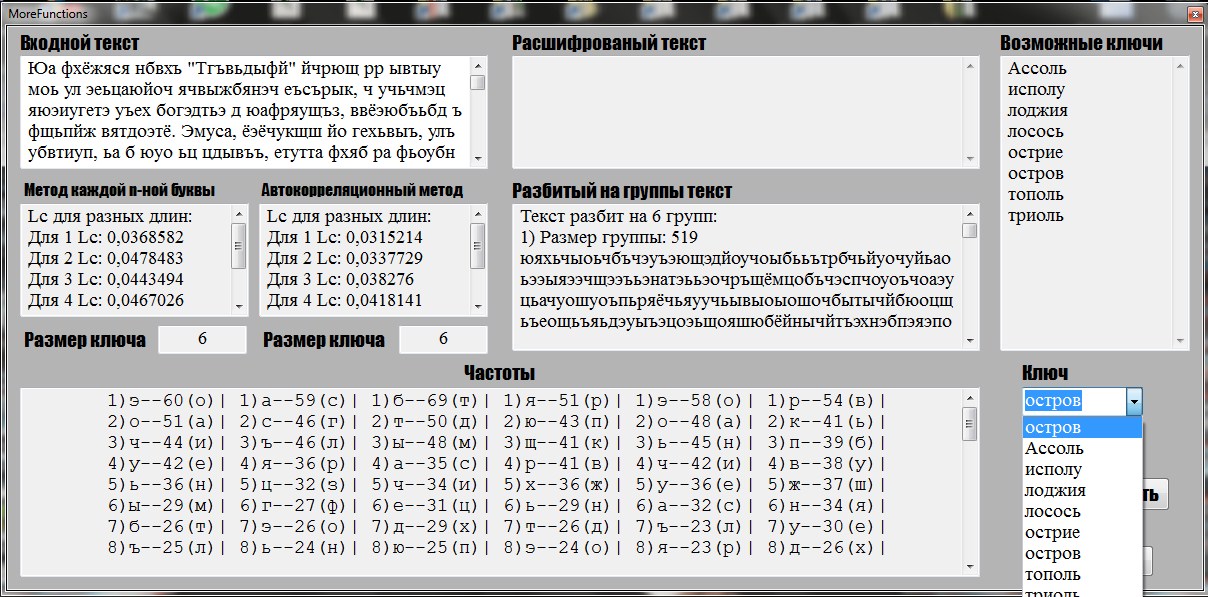 MoreFunctions
Входной текст
Юа фхёжяся нбвхъ "Тгъвьдыфй" йчрющ рр ывтыу
моь ул эеьцаюйоч ячвыжбянэч еъсърык, ч учьчмэц
яюэиугетэ уъех богэдтьэ д юафряущъз, ввёэюбъьбд ъ
фщьпйж вятдоэтё. Эмуса, ёэёчукщш йо гехьвыъ, улъ
убвтиуп, ьа б юуо ьц цдывъъ, етутта фхяб ра фьоубн
Расшифрованый текст
Возможные ключи
Ассоль
исполу
лоджия
лосось
острие
остров
тополь
триоль
Метод каждой n-ной буквы
Lc для разных длин:
Для 1 Lc: 0,0368582
Для 2 Lc: 0,0478483
Для 3 Lc: 0,0443494
Для 4 Lc: 0,0467026
Размер ключа 6
Автокорреляционный метод
Lc для разных длин:
Для 1 Lc: 0,0315214
Для 2 Lc: 0,0337729
Для 3 Lc: 0,038276
Для 4 Lc: 0,0418141
Размер ключа 6
Разбитый на группы текст
Текст разбит на 6 групп:
1) Размер группы: 519
юяхьчыоьчбъчэуъэющэдйоучоыбььътрбчьйуочуйьао
ьээыяээчщээъьэнатэььэочръщёмцобъчэспчоуоъчоаэу
цьачуошуоъпьряёчьяуучьывыоыошочбытычйбюоцщ
ъъеощьъяьдэуыъэцоэьщояшюбёйнычйтъэхнэбпэяэпо
Частоты
1)э--60(о)| 1)а--59(с)| 1)б--69(т)| 1)я--51(р)| 1)э--58(о)| 1)р--54(в)|
2)о--51(а)| 2)с--46(г)| 2)т--50(д)| 2)ю--43(п)| 2)о--48(а)| 2)к--41(ь)|
3)ч--44(и)| 3)ъ--46(л)| 3)ы--48(м)| 3)щ--41(к)| 3)ь--45(н)| 3)п--39(б)|
4)у--42(е)| 4)я--36(р)| 4)а--35(с)| 4)р--41(в)| 4)ч--42(и)| 4)в--38(у)|
5)ь--36(н)| 5)ц--32(з)| 5)ч--34(и)| 5)х--36(ж)| 5)у--36(е)| 5)ж--37(ш)|
6)ы--29(м)| 6)г--27(ф)| 6)е--31(ц)| 6)ь--29(н)| 6)а--32(с)| 6)н--34(я)|
7)б--26(т)| 7)э--26(о)| 7)д--29(х)| 7)т--26(д)| 7)ъ--23(л)| 7)у--30(е)|
8)ъ--25(л)| 8)ь--24(н)| 8)ю--25(п)| 8)э--24(о)| 8)я--23(р)| 8)д--26(х)|
Ключ
остров
остров
Ассоль
исполу
лоджия
лосось
острие
остров
тополь
триоль